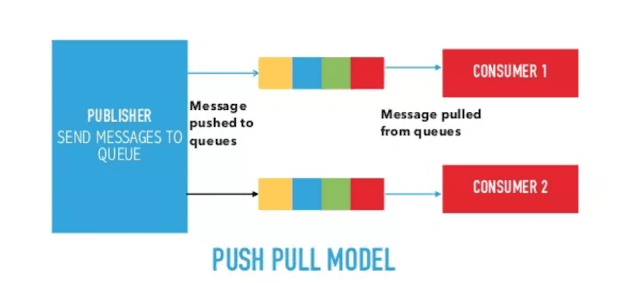 PUBLISHER
SEND MESSAGES TO
QUEUE
Message
pushed to
queues
Message pulled
from queues
CONSUMER 1
CONSUMER 2
PUSH PULL MODEL